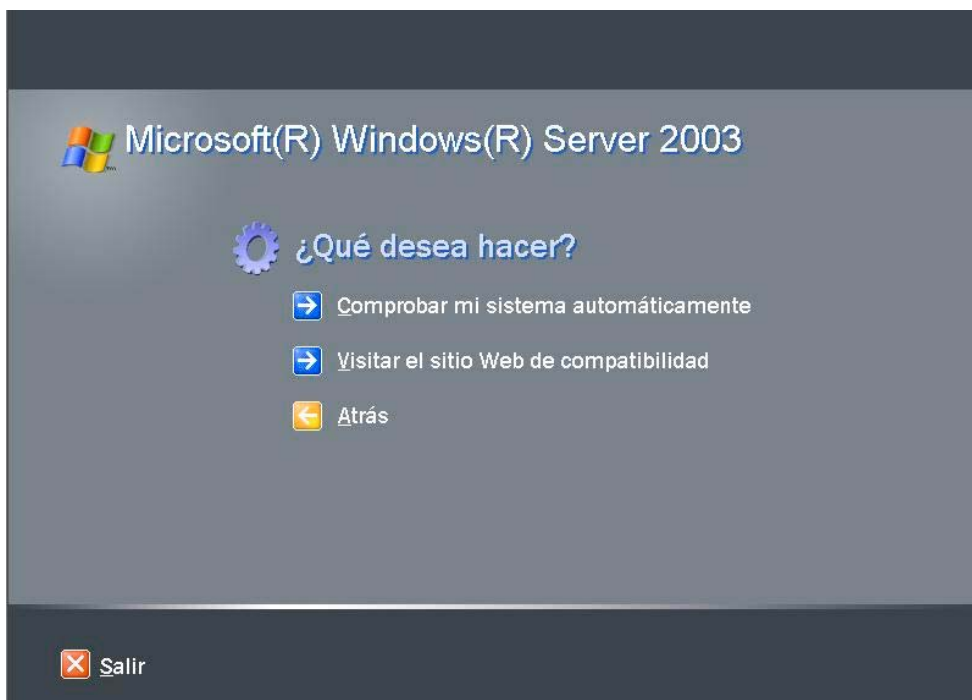 Microsoft(R) Windows(R) Server 2003
¿Qué desea hacer?
Comprobar mi sistema automáticamente
Visitar el sitio Web de compatibilidad
Atrás
Salir